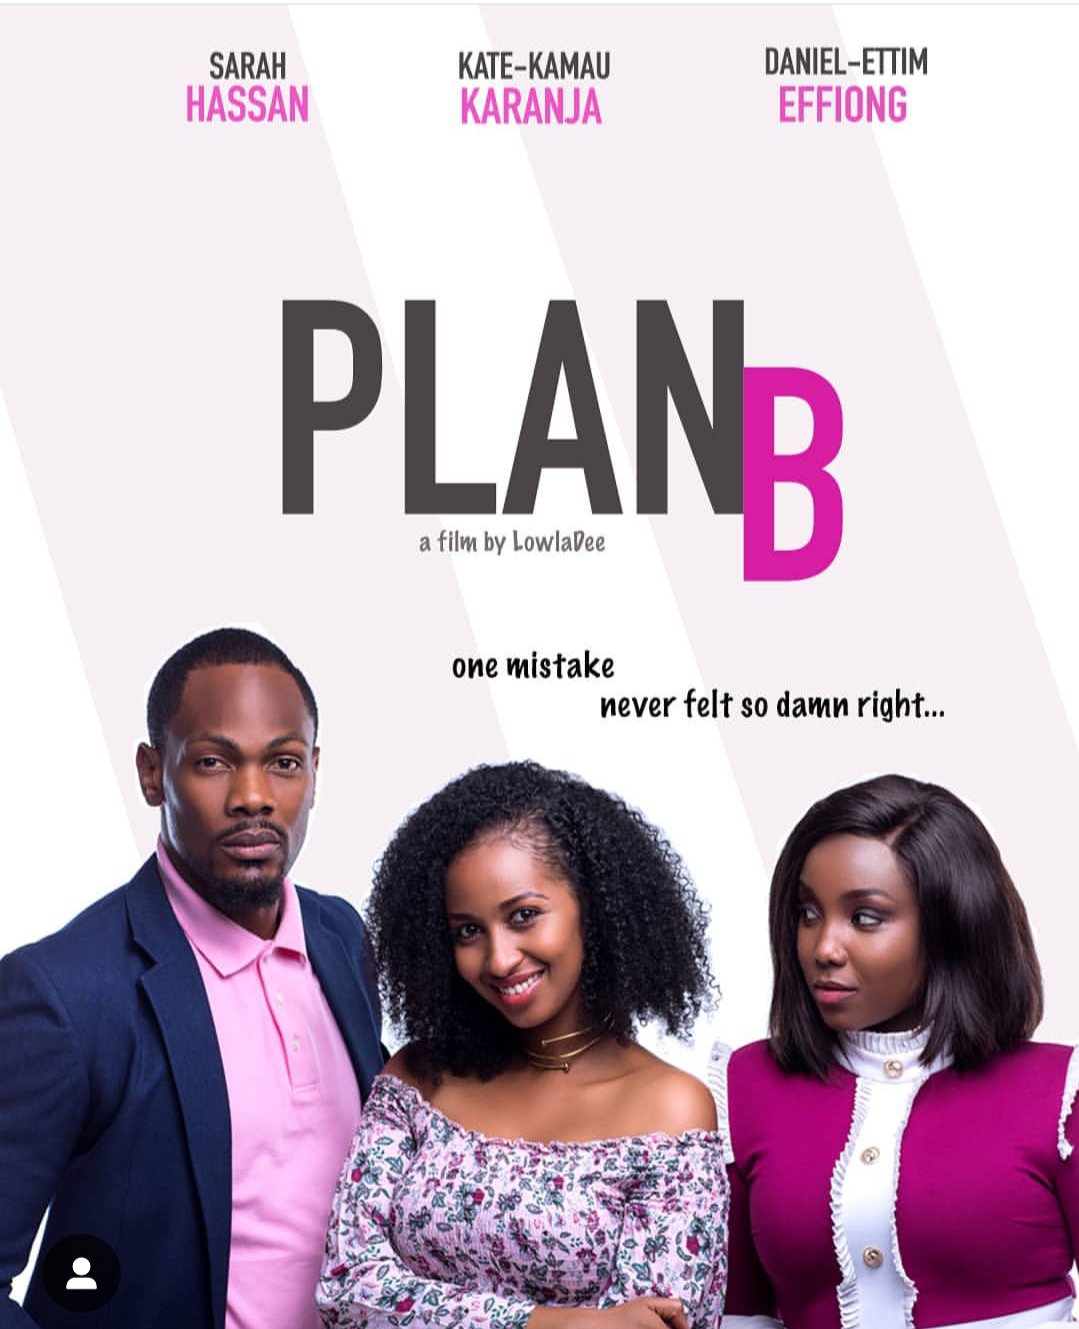 SARAH
HASSAN
KATE-KAMAU
KARANJA
DANIEL-ETTIM
EFFIONG
PLAN B
a film by LowlaDee
one mistake
never felt so damn right...